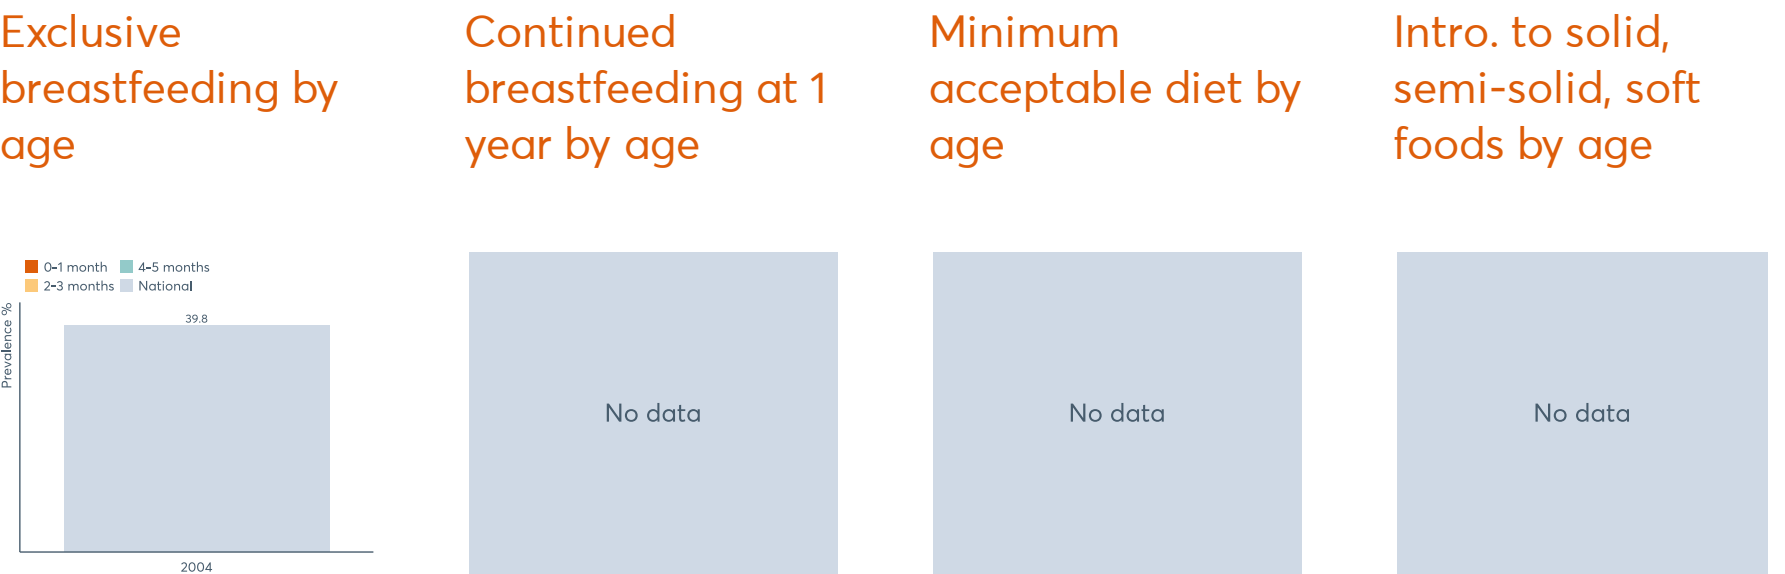 Exclusive
breastfeeding by
age
Continued
breastfeeding at 1
year by age
Minimum
acceptable diet by
age
Intro. to solid,
semi-solid, soft
foods by age
0-1 month
4-5 months
2-3 months
National
Prevalence %
39.8
2004
No data
No data
No data